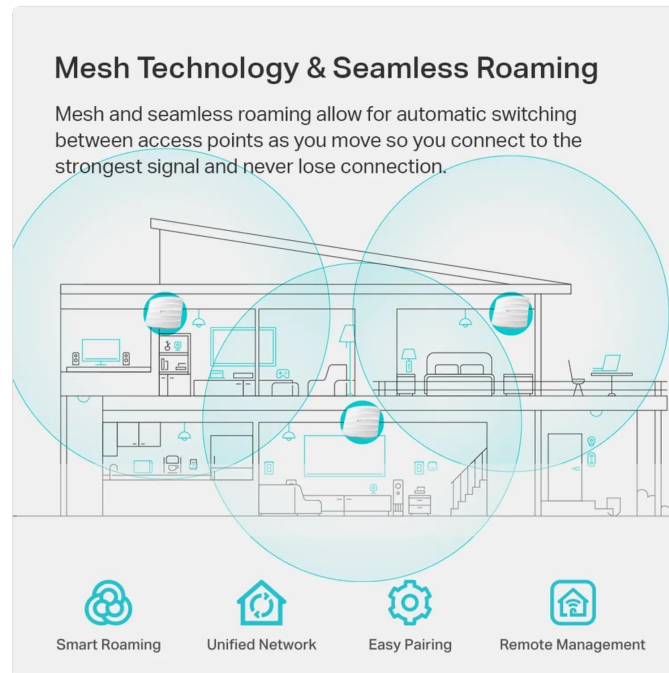 Mesh Technology & Seamless Roaming
Mesh and seamless roaming allow for automatic switching
between access points as you move so you connect to the
strongest signal and never lose connection.
Smart Roaming
Unified Network
Easy Pairing
Remote Management